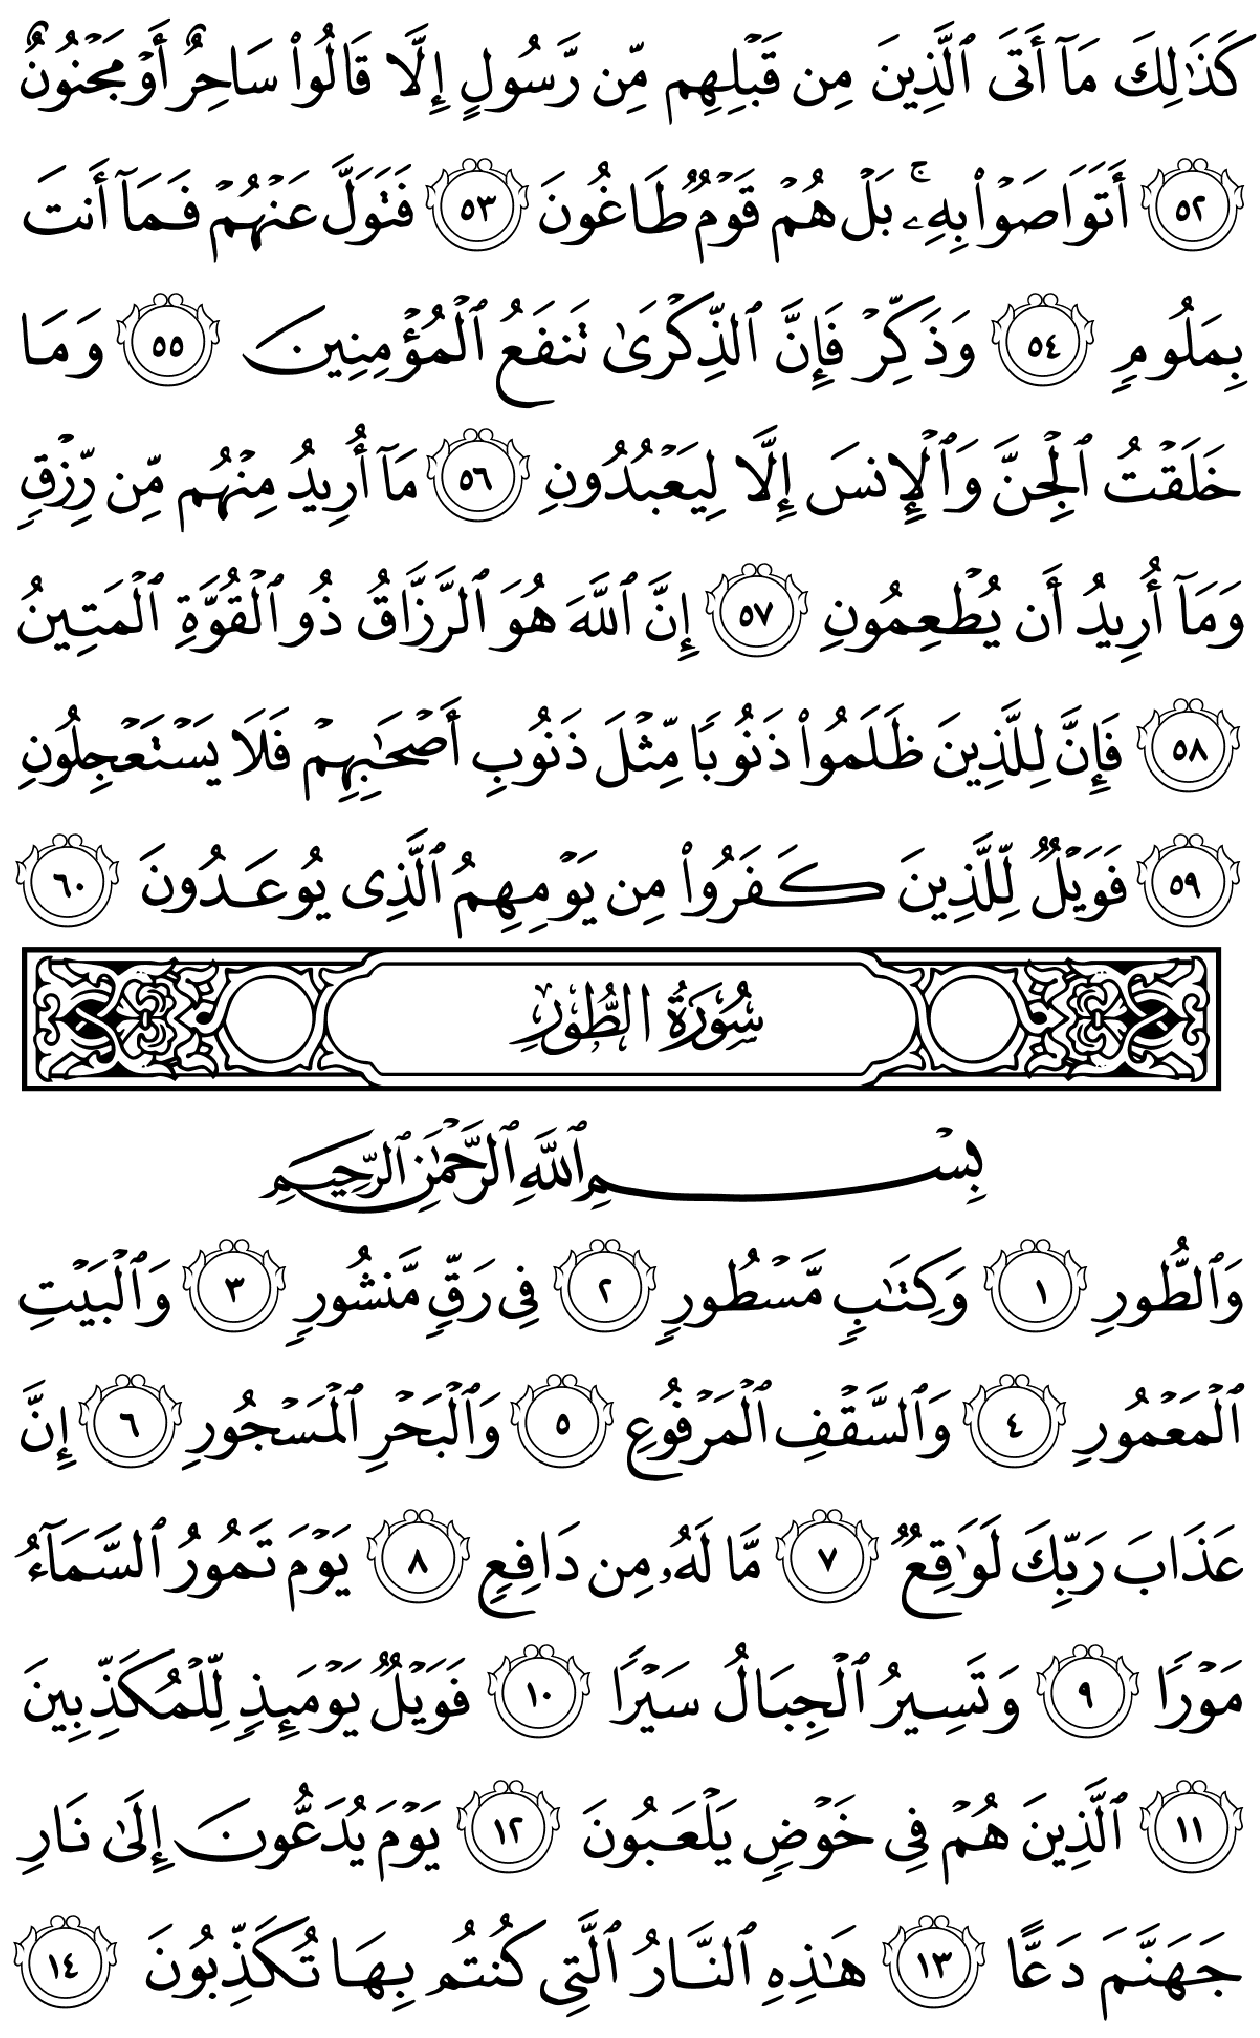 كَذَٰلِكَ مَآ أَتَى ٱلَّذِينَ مِن قَبْلِهِم مِّن رَّسُولٍ إِلَّا قَالُوا۟ سَاحِرٌ أَوْ مَجْنُونٌ
٥٢ أَتَوَاصَوْا۟ بِهِۦ ۚ بَلْ هُمْ قَوْمٌ طَاغُونَ ٥٣ فَتَوَلَّ عَنْهُمْ فَمَآ أَنتَ
بِمَلُومٍ ٥٤ وَذَكِّرْ فَإِنَّ ٱلذِّكْرَىٰ تَنفَعُ ٱلْمُؤْمِنِينَ ٥٥ وَمَا
خَلَقْتُ ٱلْجِنَّ وَٱلْإِنسَ إِلَّا لِيَعْبُدُونِ ٥٦ مَآ أُرِيدُ مِنْهُم مِّن رِّزْقٍ
وَمَآ أُرِيدُ أَن يُطْعِمُونِ ٥٧ إِنَّ ٱللَّهَ هُوَ ٱلرَّزَّاقُ ذُو ٱلْقُوَّةِ ٱلْمَتِينُ
٥٨ فَإِنَّ لِلَّذِينَ ظَلَمُوا۟ ذَنُوبًا مِّثْلَ ذَنُوبِ أَصْحَٰبِهِمْ فَلَا يَسْتَعْجِلُونِ
٥٩ فَوَيْلٌ لِّلَّذِينَ كَفَرُوا۟ مِن يَوْمِهِمُ ٱلَّذِى يُوعَدُونَ ٦٠
سُورَةُ الطُّورِ
بِسْمِ ٱللَّهِ ٱلرَّحْمَٰنِ ٱلرَّحِيمِ
وَٱلطُّورِ ١ وَكِتَٰبٍ مَّسْطُورٍ ٢ فِى رَقٍّ مَّنشُورٍ ٣ وَٱلْبَيْتِ
ٱلْمَعْمُورِ ٤ وَٱلسَّقْفِ ٱلْمَرْفُوعِ ٥ وَٱلْبَحْرِ ٱلْمَسْجُورِ ٦ إِنَّ
عَذَابَ رَبِّكَ لَوَٰقِعٌ ٧ مَّا لَهُۥ مِن دَافِعٍ ٨ يَوْمَ تَمُورُ ٱلسَّمَآءُ
مَوْرًا ٩ وَتَسِيرُ ٱلْجِبَالُ سَيْرًا ١٠ فَوَيْلٌ يَوْمَئِذٍ لِّلْمُكَذِّبِينَ
١١ ٱلَّذِينَ هُمْ فِى خَوْضٍ يَلْعَبُونَ ١٢ يَوْمَ يُدَعُّونَ إِلَىٰ نَارِ
جَهَنَّمَ دَعًّا ١٣ هَٰذِهِ ٱلنَّارُ ٱلَّتِى كُنتُم بِهَا تُكَذِّبُونَ ١٤